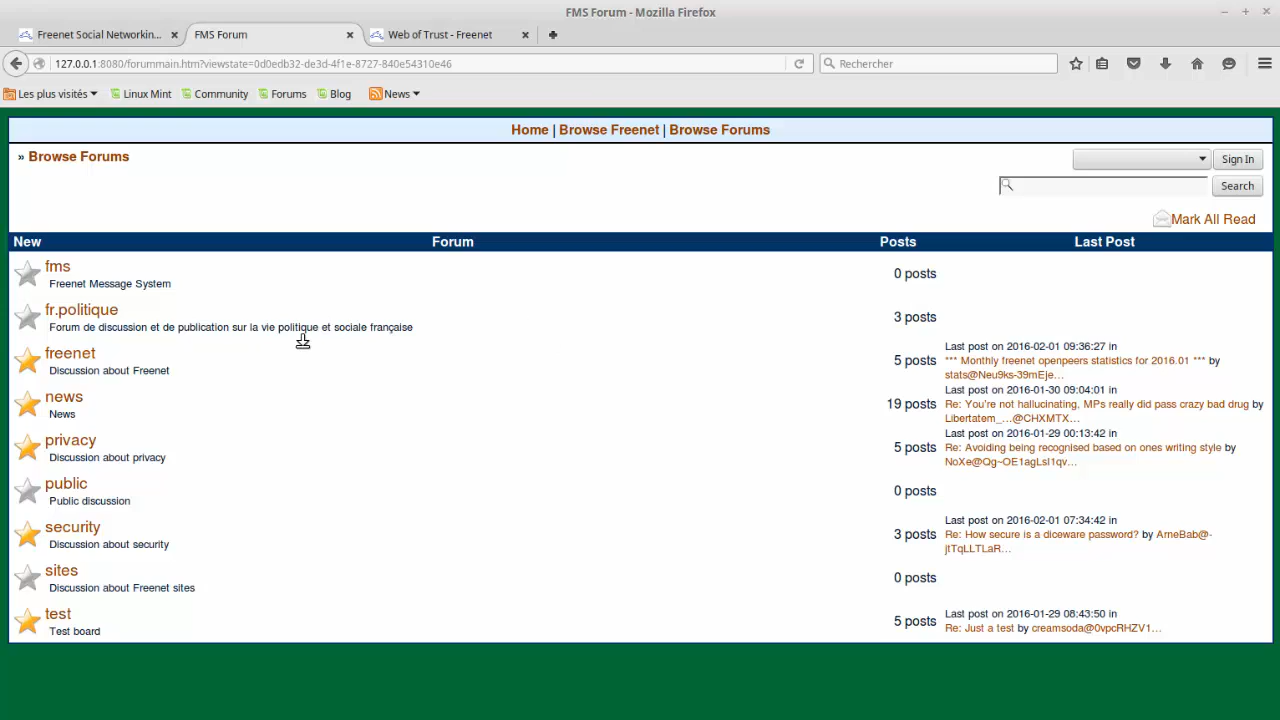 FMS Forum - Mozilla Firefox
Freenet Social Networkin...
FMS Forum
Web of Trust - Freenet
127.0.0.1:8080/forummain.htm?viewstate=0d0edb32-de3d-4f1e-8727-840e54310e46
Rechercher
Les plus visités
Linux Mint
Community
Forums
Blog
News
Home | Browse Freenet | Browse Forums
» Browse Forums
Sign In
Search
Mark All Read
New Forum Posts Last Post
fms
Freenet Message System
0 posts
fr.politique
Forum de discussion et de publication sur la vie politique et sociale française
3 posts
freenet
Discussion about Freenet
5 posts
Last post on 2016-02-01 09:36:27 in
*** Monthly freenet openpeers statistics for 2016.01 *** by
stats@Neu9ks-39mEje...
news
News
19 posts
Last post on 2016-01-30 09:04:01 in
Re: You're not hallucinating, MPs really did pass crazy bad drug by
Libertatem_...@CHXMTX...
privacy
Discussion about privacy
5 posts
Last post on 2016-01-29 00:13:42 in
Re: Avoiding being recognised based on ones writing style by
NoXe@Qg~OE1agLsI1qv...
public
Public discussion
0 posts
security
Discussion about security
3 posts
Last post on 2016-02-01 07:34:42 in
Re: How secure is a diceware password? by ArneBab@-
jtTqLLTLaR...
sites
Discussion about Freenet sites
0 posts
test
Test board
5 posts
Last post on 2016-01-29 08:43:50 in
Re: Just a test by creamsoda@0vpcRHZV1...